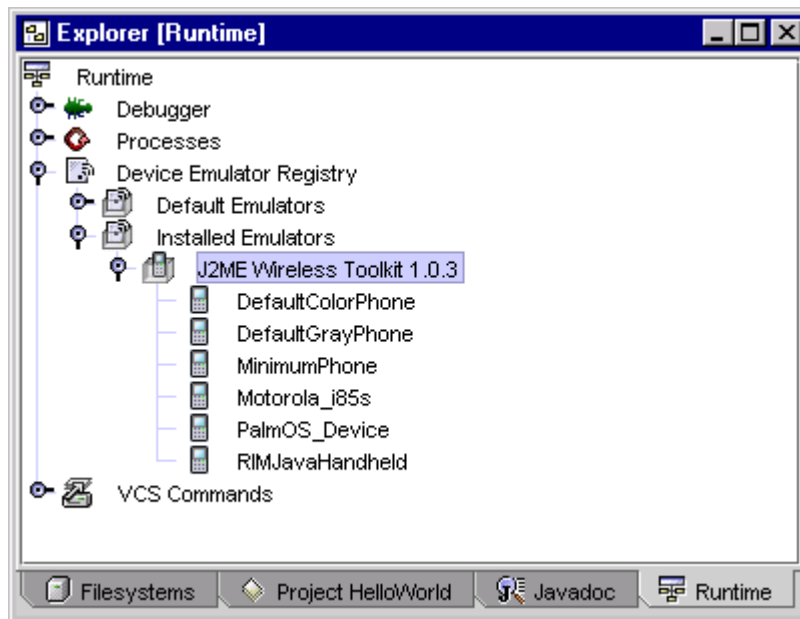 Explorer [Runtime]
Runtime
Debugger
Processes
Device Emulator Registry
Default Emulators
Installed Emulators
J2ME Wireless Toolkit 1.0.3
DefaultColorPhone
DefaultGrayPhone
MinimumPhone
Motorola_i85s
PalmOS_Device
RIMJavaHandheld
VCS Commands
Filesystems Project HelloWorld Javadoc Runtime